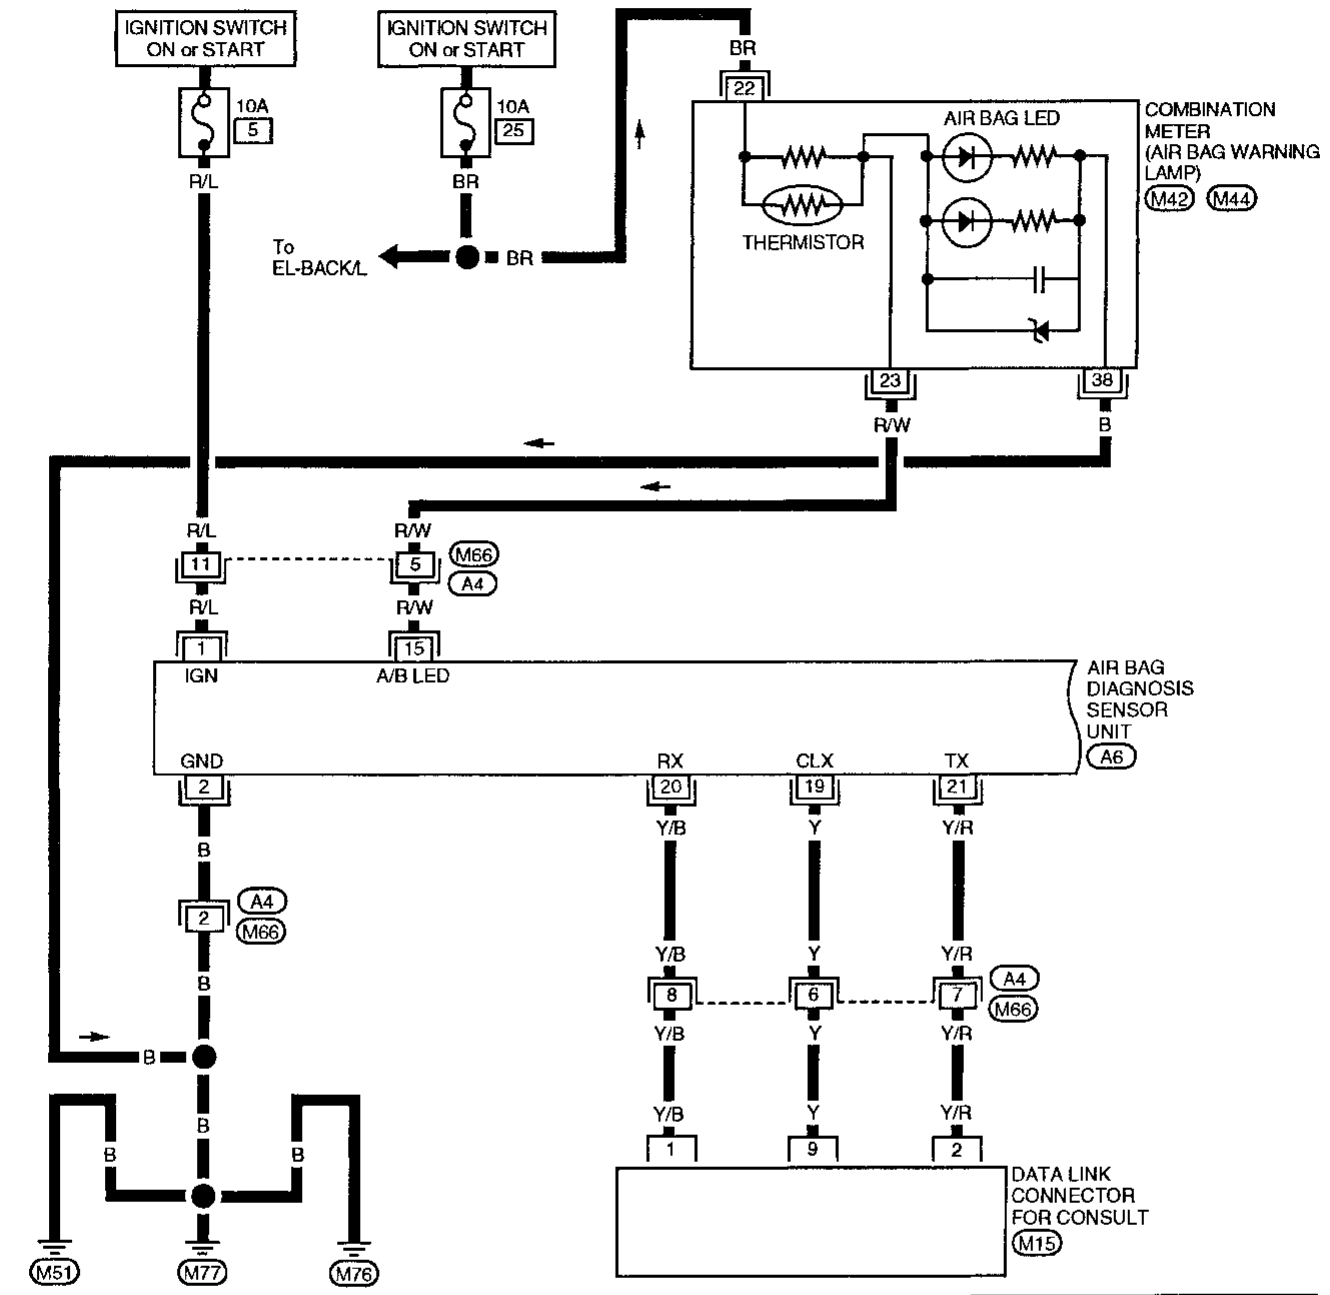 IGNITION SWITCH
ON or START
IGNITION SWITCH
ON or START
10A
5
10A
25
R/L
BR
To
EL-BACK/L
BR
BR
22
AIR BAG LED
THERMISTOR
COMBINATION
METER
(AIR BAG WARNING
LAMP)
M42 M44
23
38
R/W
B
R/L
R/W
11
5
M66
A4
R/L
R/W
1
15
IGN
A/B LED
AIR BAG
DIAGNOSIS
SENSOR
UNIT
A6
GND
RX
CLX
TX
2
20
19
21
B
Y/B
Y
Y/R
2
A4
M66
B
Y/B
Y
Y/R
8
6
7
A4
M66
B
Y/B
Y
Y/R
B
B
B
Y/B
Y
Y/R
1
9
2
DATA LINK
CONNECTOR
FOR CONSULT
M15
M51
M77
M76